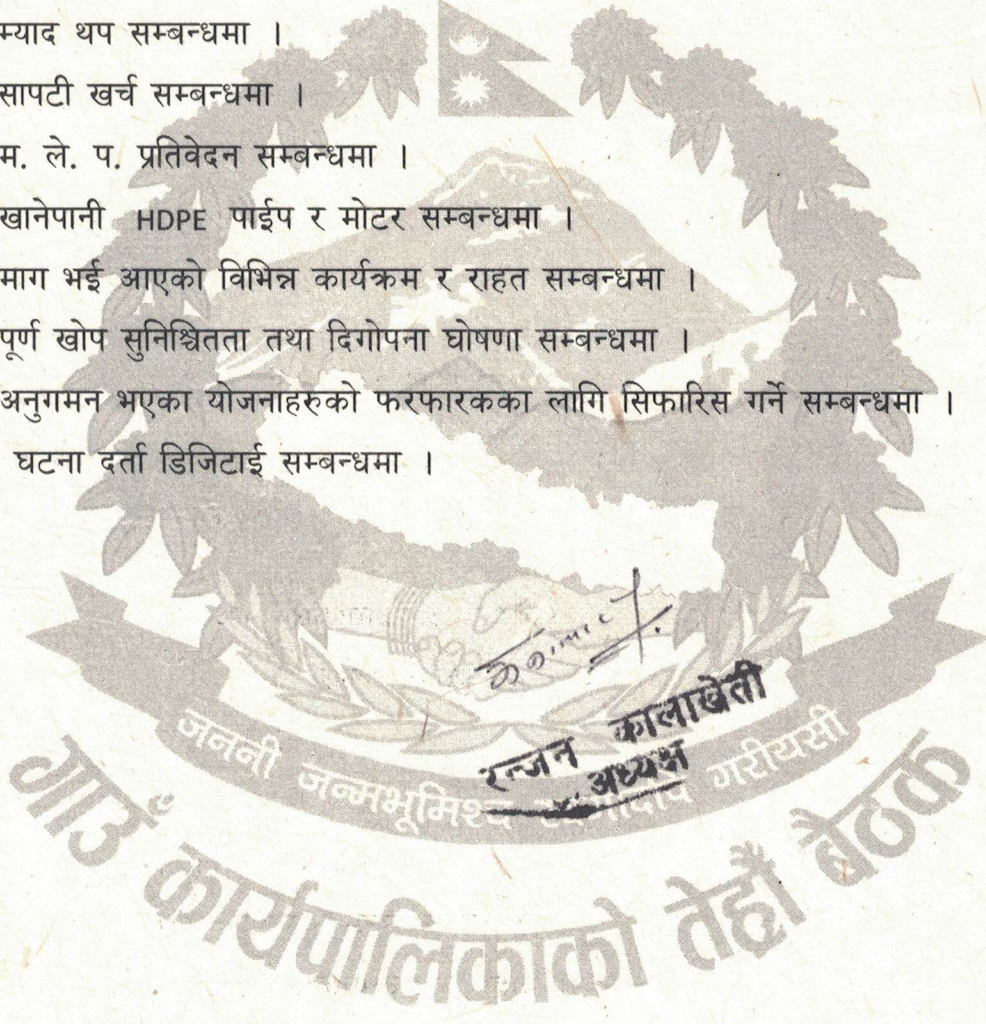 म्याद थप सम्बन्धमा ।
सापटी खर्च सम्बन्धमा ।
म. ले. प. प्रतिवेदन सम्बन्धमा ।
खानेपानी HDPE पाईप र मोटर सम्बन्धमा ।
माग भई आएको विभिन्न कार्यक्रम र राहत सम्बन्धमा ।
पूर्ण खोप सुनिश्चितता तथा दिगोपना घोषणा सम्बन्धमा ।
अनुगमन भएका योजनाहरुको फरफारकका लागि सिफारिस गर्ने सम्बन्धमा ।
घटना दर्ता डिजिटाई सम्बन्धमा ।
रन्जन कालाखेती
अध्यक्ष
जननी जन्मभूमिश्च गरीयसी
गाउँ कार्यपालिकाको तेह्रौं बैठक